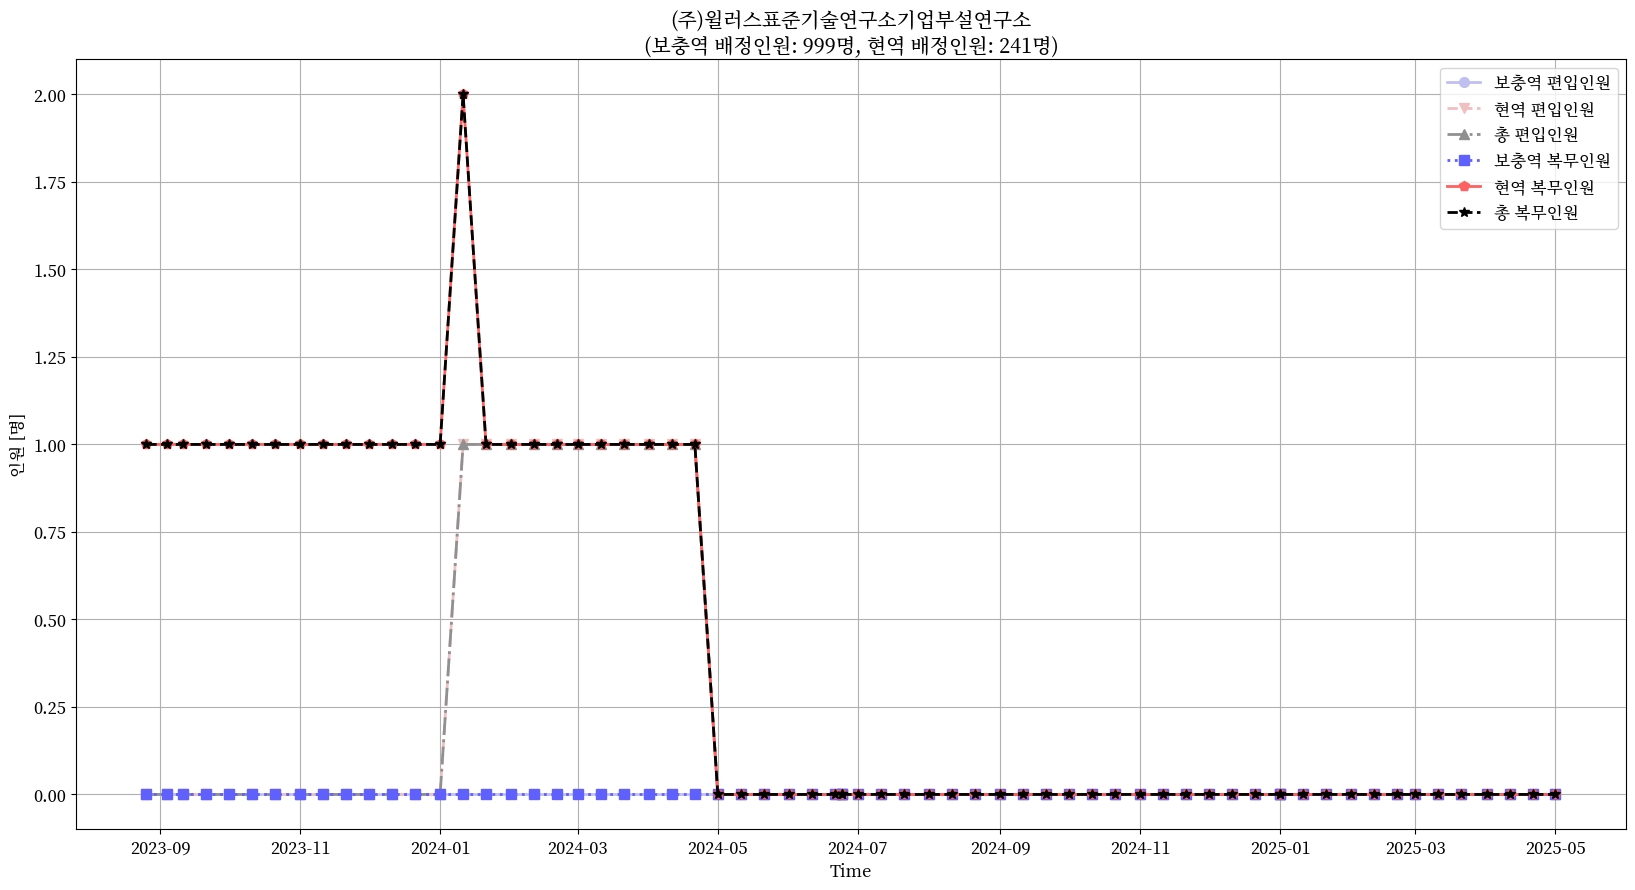 (주)윌러스표준기술연구소기업부설연구소
(보충역 배정인원: 999명, 현역 배정인원: 241명)
보충역 편입인원
현역 편입인원
총 편입인원
보충역 복무인원
현역 복무인원
총 복무인원
인원 [명]
2.00
1.75
1.50
1.25
1.00
0.75
0.50
0.25
0.00
2023-09
2023-11
2024-01
2024-03
2024-05
2024-07
2024-09
2024-11
2025-01
2025-03
2025-05
Time